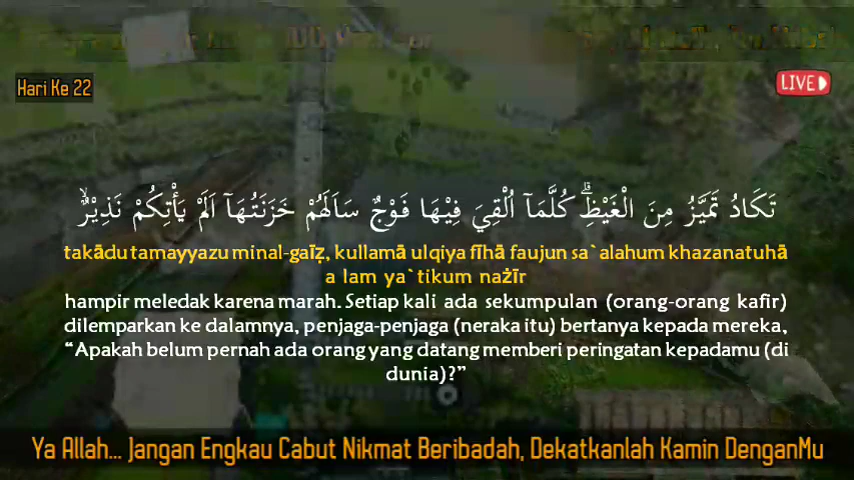 Hari Ke 22
LIVE
تَكَادُ تَمَيَّزُ مِنَ الْغَيْظِۗ كُلَّمَآ اُلْقِيَ فِيْهَا فَوْجٌ سَاَلَهُمْ خَزَنَتُهَآ اَلَمْ يَأْتِكُمْ نَذِيْرٌۙ
takādu tamayyazu minal-gaīẓ, kullamā ulqiya fīhā faujun sa`alahum khazanatuhā
a lam ya`tikum nażīr
hampir meledak karena marah. Setiap kali ada sekumpulan (orang-orang kafir)
dilemparkan ke dalamnya, penjaga-penjaga (neraka itu) bertanya kepada mereka,
“Apakah belum pernah ada orang yang datang memberi peringatan kepadamu (di
dunia)?”
Ya Allah... Jangan Engkau Cabut Nikmat Beribadah, Dekatkanlah Kamin DenganMu